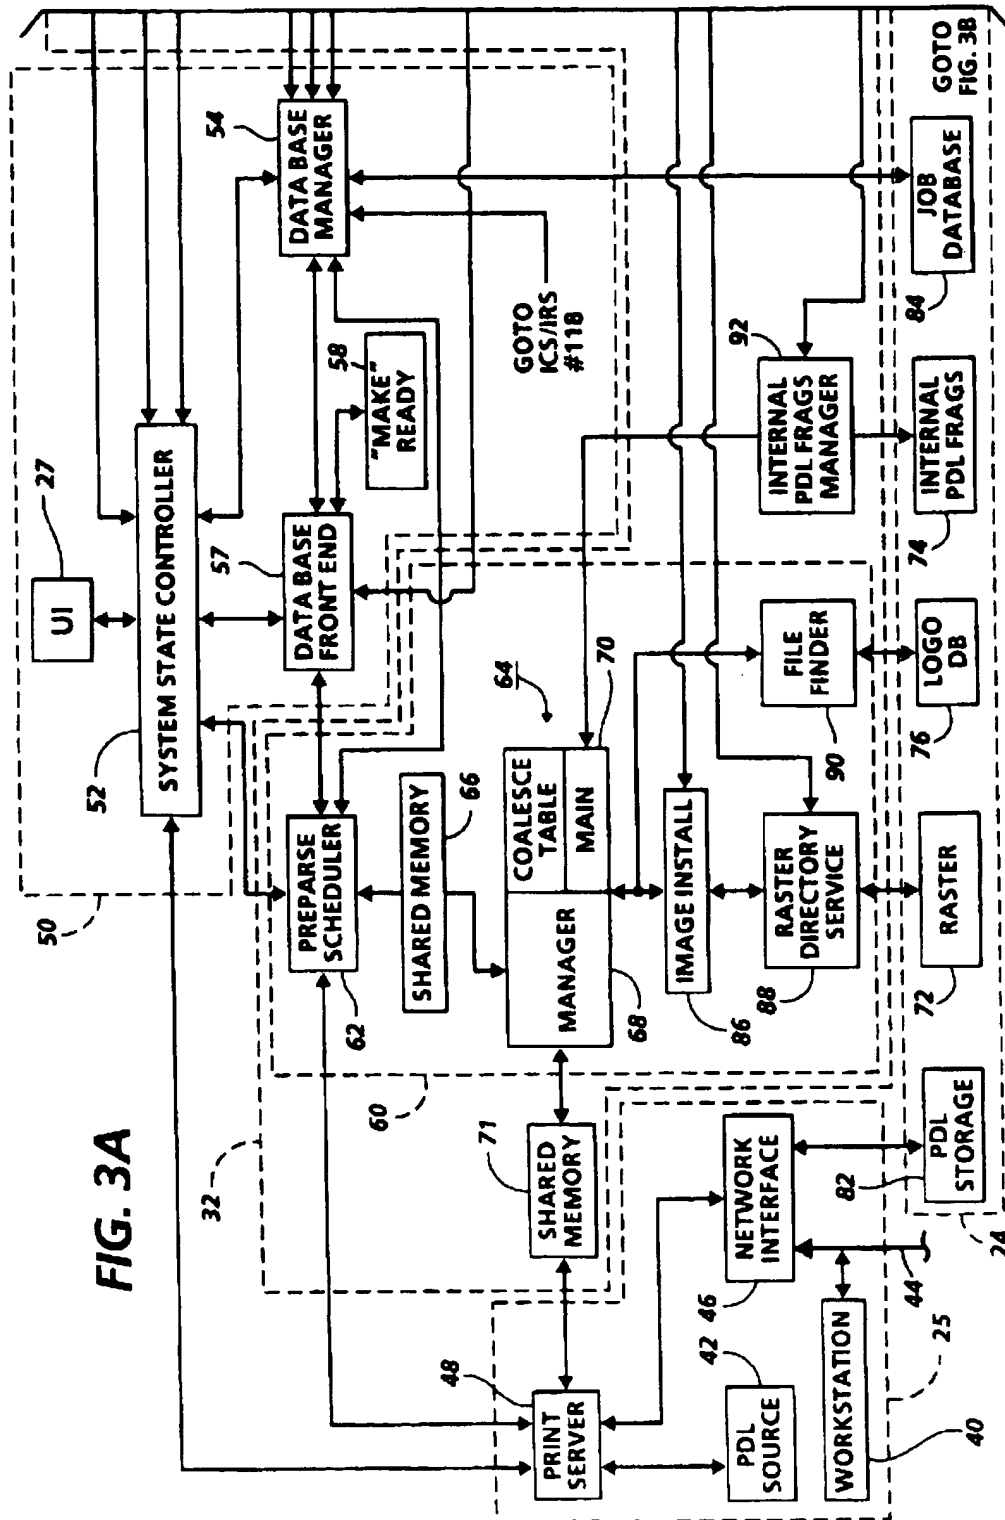 FIG. 3A
27
UI
52
SYSTEM STATE CONTROLLER
50
54
DATA BASE
MANAGER
57
DATA BASE
FRONT END
58
"MAKE"
READY
GOTO
ICS/IRS
#118
32
60
62
PREPARSE
SCHEDULER
66
SHARED MEMORY
64
COALESCE
TABLE
MAIN
70
MANAGER
68
71
SHARED
MEMORY
48
PRINT
SERVER
42
PDL
SOURCE
46
NETWORK
INTERFACE
40
WORKSTATION
44
25
86
IMAGE INSTALL
88
RASTER
DIRECTORY
SERVICE
90
FILE
FINDER
92
INTERNAL
PDL FRAGS
MANAGER
24
82
PDL
STORAGE
72
RASTER
76
LOGO
DB
74
INTERNAL
PDL FRAGS
84
JOB
DATABASE
GOTO
FIG. 3B